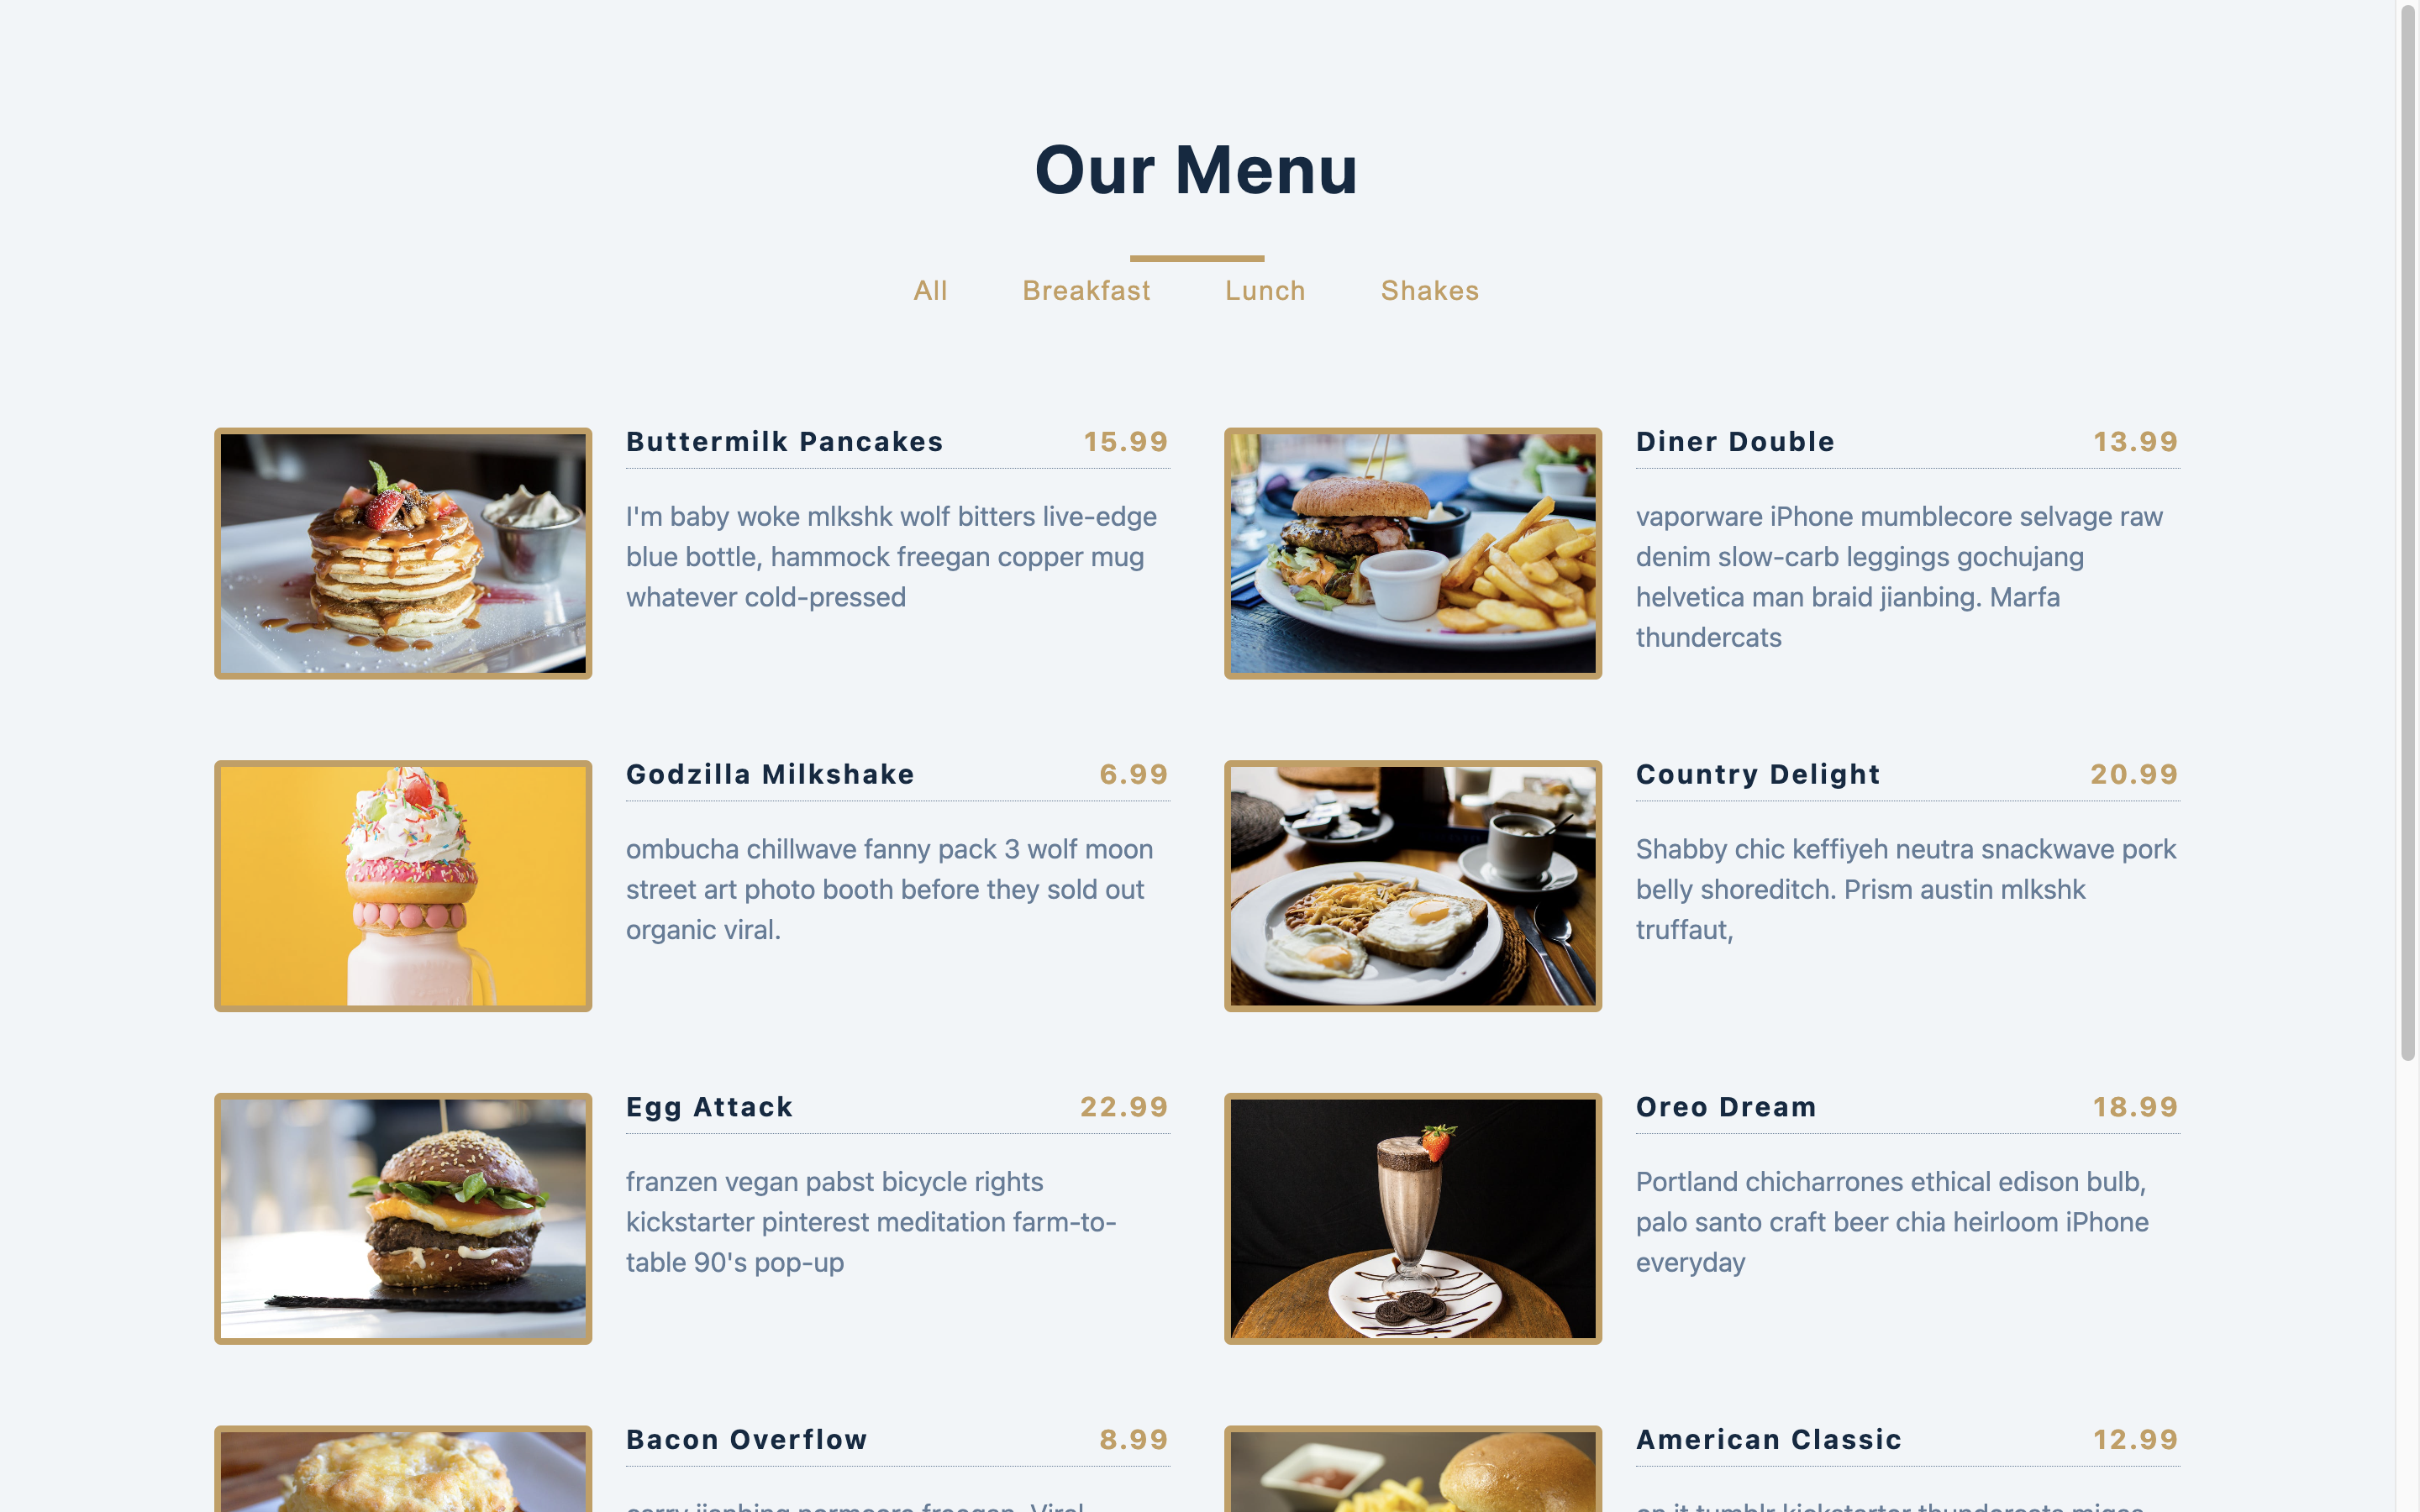 Our Menu
All Breakfast Lunch Shakes
Buttermilk Pancakes 15.99
I'm baby woke mlkshk wolf bitters live-edge
blue bottle, hammock freegan copper mug
whatever cold-pressed
Diner Double 13.99
vaporware iPhone mumblecore selvage raw
denim slow-carb leggings gochujang
helvetica man braid jianbing. Marfa
thundercats
Godzilla Milkshake 6.99
ombucha chillwave fanny pack 3 wolf moon
street art photo booth before they sold out
organic viral.
Country Delight 20.99
Shabby chic keffiyeh neutra snackwave pork
belly shoreditch. Prism austin mlkshk
truffaut,
Egg Attack 22.99
franzen vegan pabst bicycle rights
kickstarter pinterest meditation farm-to-
table 90's pop-up
Oreo Dream 18.99
Portland chicharrones ethical edison bulb,
palo santo craft beer chia heirloom iPhone
everyday
Bacon Overflow 8.99
American Classic 12.99